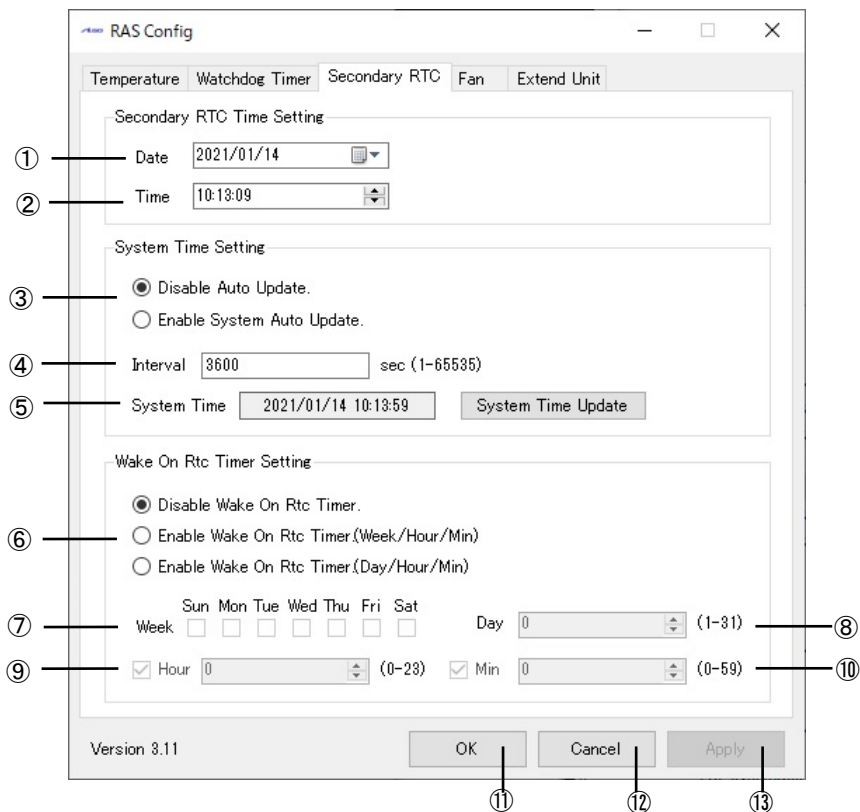 RAS Config
Temperature Watchdog Timer Secondary RTC Fan Extend Unit
Secondary RTC Time Setting
① Date 2021/01/14
② Time 10:13:09
System Time Setting
③ Disable Auto Update.
Enable System Auto Update.
④ Interval 3600 sec (1-65535)
⑤ System Time 2021/01/14 10:13:59 System Time Update
Wake On Rtc Timer Setting
Disable Wake On Rtc Timer.
⑥ Enable Wake On Rtc Timer.(Week/Hour/Min)
Enable Wake On Rtc Timer.(Day/Hour/Min)
Sun Mon Tue Wed Thu Fri Sat
⑦ Week Day 0 (1-31) ⑧
⑨ Hour 0 (0-23) Min 0 (0-59) ⑩
Version 3.11 OK Cancel Apply
⑪ ⑫ ⑬